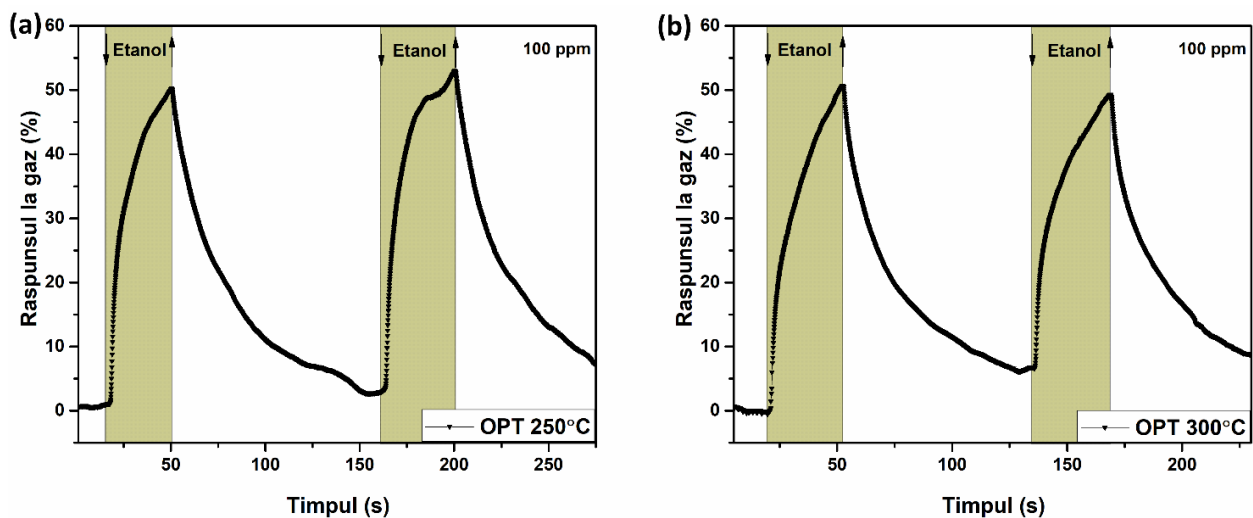 (a)
60
50
40
30
20
10
0
Raspunsul la gaz (%)
Etanol
Etanol
100 ppm
OPT 250°C
50
100
150
200
250
Timpul (s)
(b)
60
50
40
30
20
10
0
Raspunsul la gaz (%)
Etanol
Etanol
100 ppm
OPT 300°C
50
100
150
200
Timpul (s)